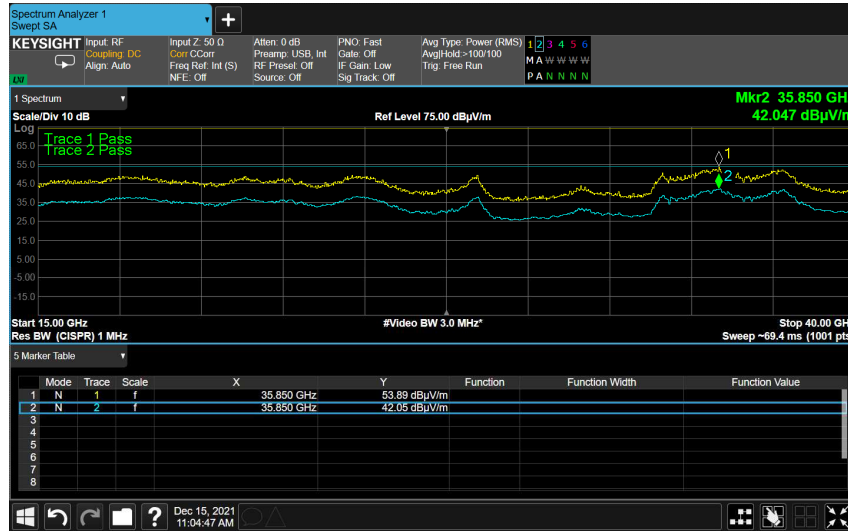 Spectrum Analyzer 1
Swept SA
+
KEYSIGHT
Input: RF
Coupling: DC
Align: Auto
Input Z: 50 Ω
Corr CCorr
Freq Ref: Int (S)
NFE: Off
Atten: 0 dB
Preamp: USB, Int
RF Presel: Off
Source: Off
PNO: Fast
Gate: Off
IF Gain: Low
Sig Track: Off
Avg Type: Power (RMS)
Avg|Hold:>100/100
Trig: Free Run
1 2 3 4 5 6
M A W W W W
P A N N N N
LXI
1 Spectrum
Mkr2 35.850 GH
42.047 dBµV/m
Scale/Div 10 dB
Ref Level 75.00 dBµV/m
Log
Trace 1 Pass
Trace 2 Pass
65.0
55.0
45.0
35.0
25.0
15.0
5.00
-5.00
-15.0
1
2
Start 15.00 GHz
#Video BW 3.0 MHz*
Stop 40.00 GH
Res BW (CISPR) 1 MHz
Sweep ~69.4 ms (1001 pts
5 Marker Table
Mode Trace Scale X Y Function Function Width Function Value
1 N 1 f 35.850 GHz 53.89 dBµV/m
2 N 2 f 35.850 GHz 42.05 dBµV/m
3
4
5
6
7
8
?
Dec 15, 2021
11:04:47 AM